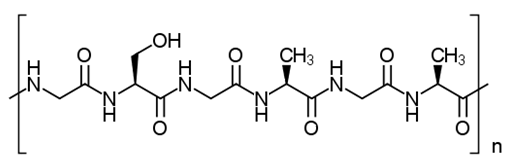 OH
O O CH₃ O CH₃
H H H
N N N
N N N
H H H
O O O
n